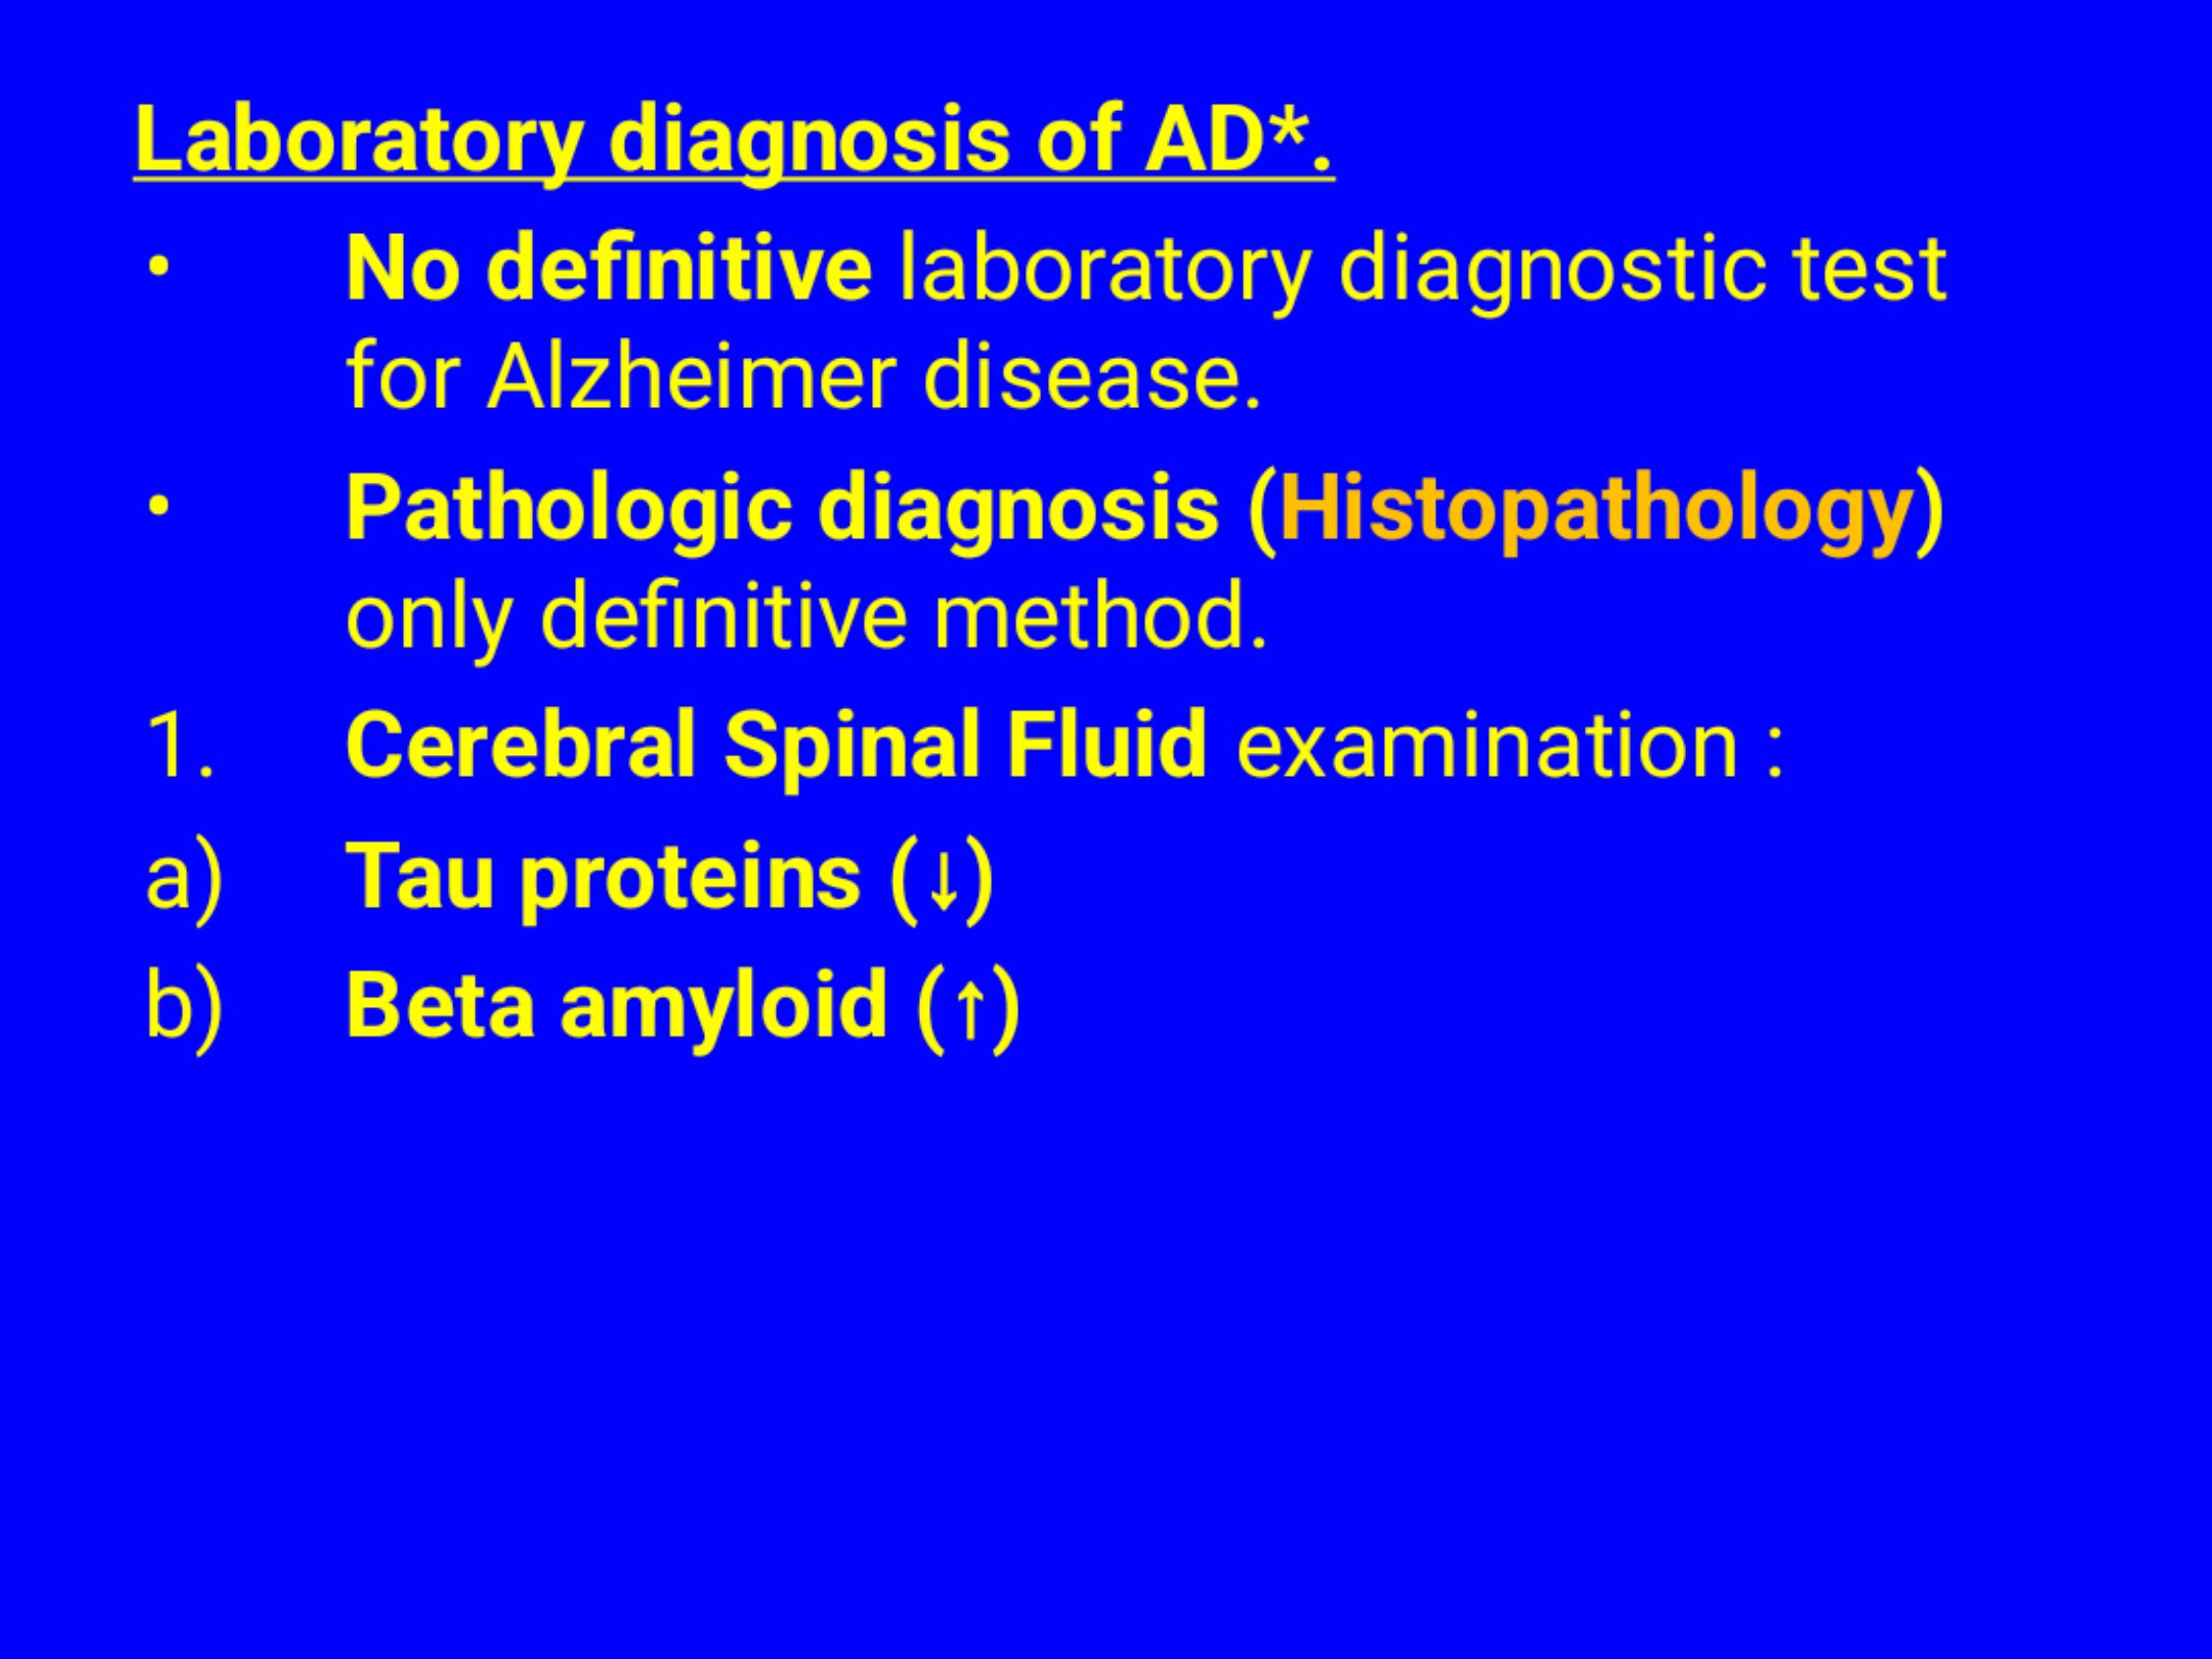 Laboratory diagnosis of AD*.
• No definitive laboratory diagnostic test
for Alzheimer disease.
• Pathologic diagnosis (Histopathology)
only definitive method.
1. Cerebral Spinal Fluid examination :
a) Tau proteins (↓)
b) Beta amyloid (↑)